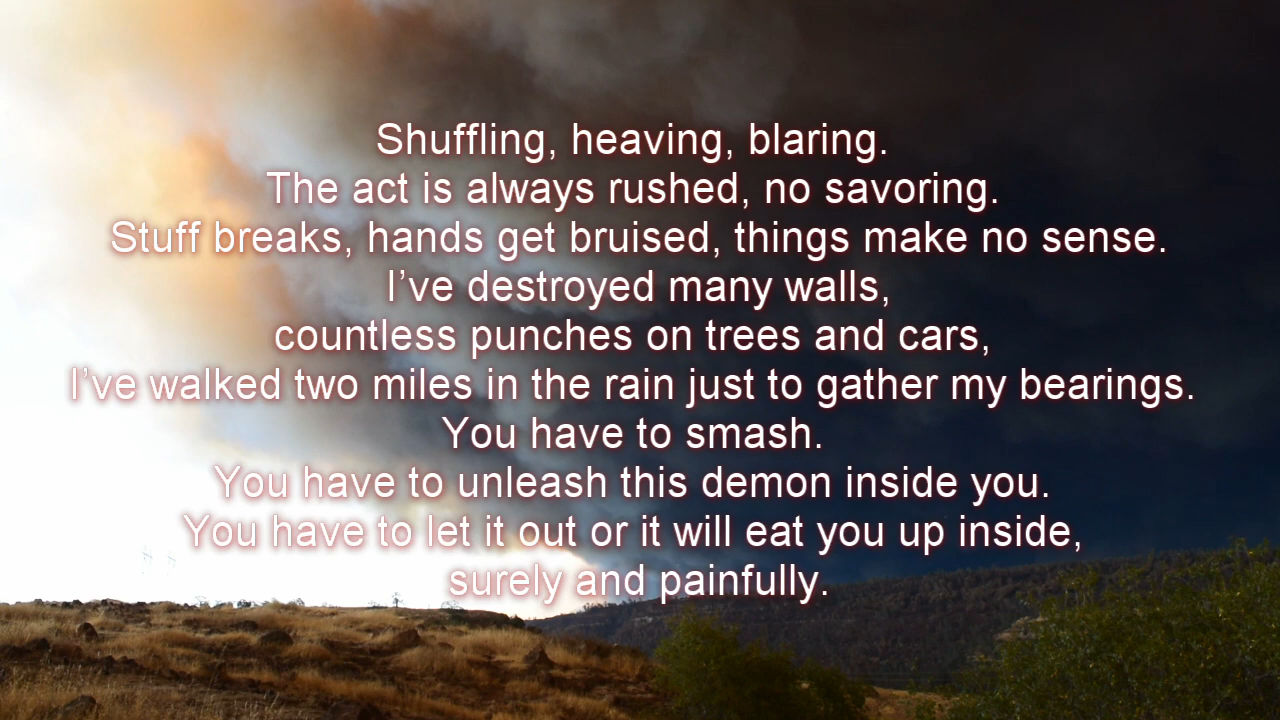 Shuffling, heaving, blaring.
The act is always rushed, no savoring.
Stuff breaks, hands get bruised, things make no sense.
I’ve destroyed many walls,
countless punches on trees and cars,
I’ve walked two miles in the rain just to gather my bearings.
You have to smash.
You have to unleash this demon inside you.
You have to let it out or it will eat you up inside,
surely and painfully.